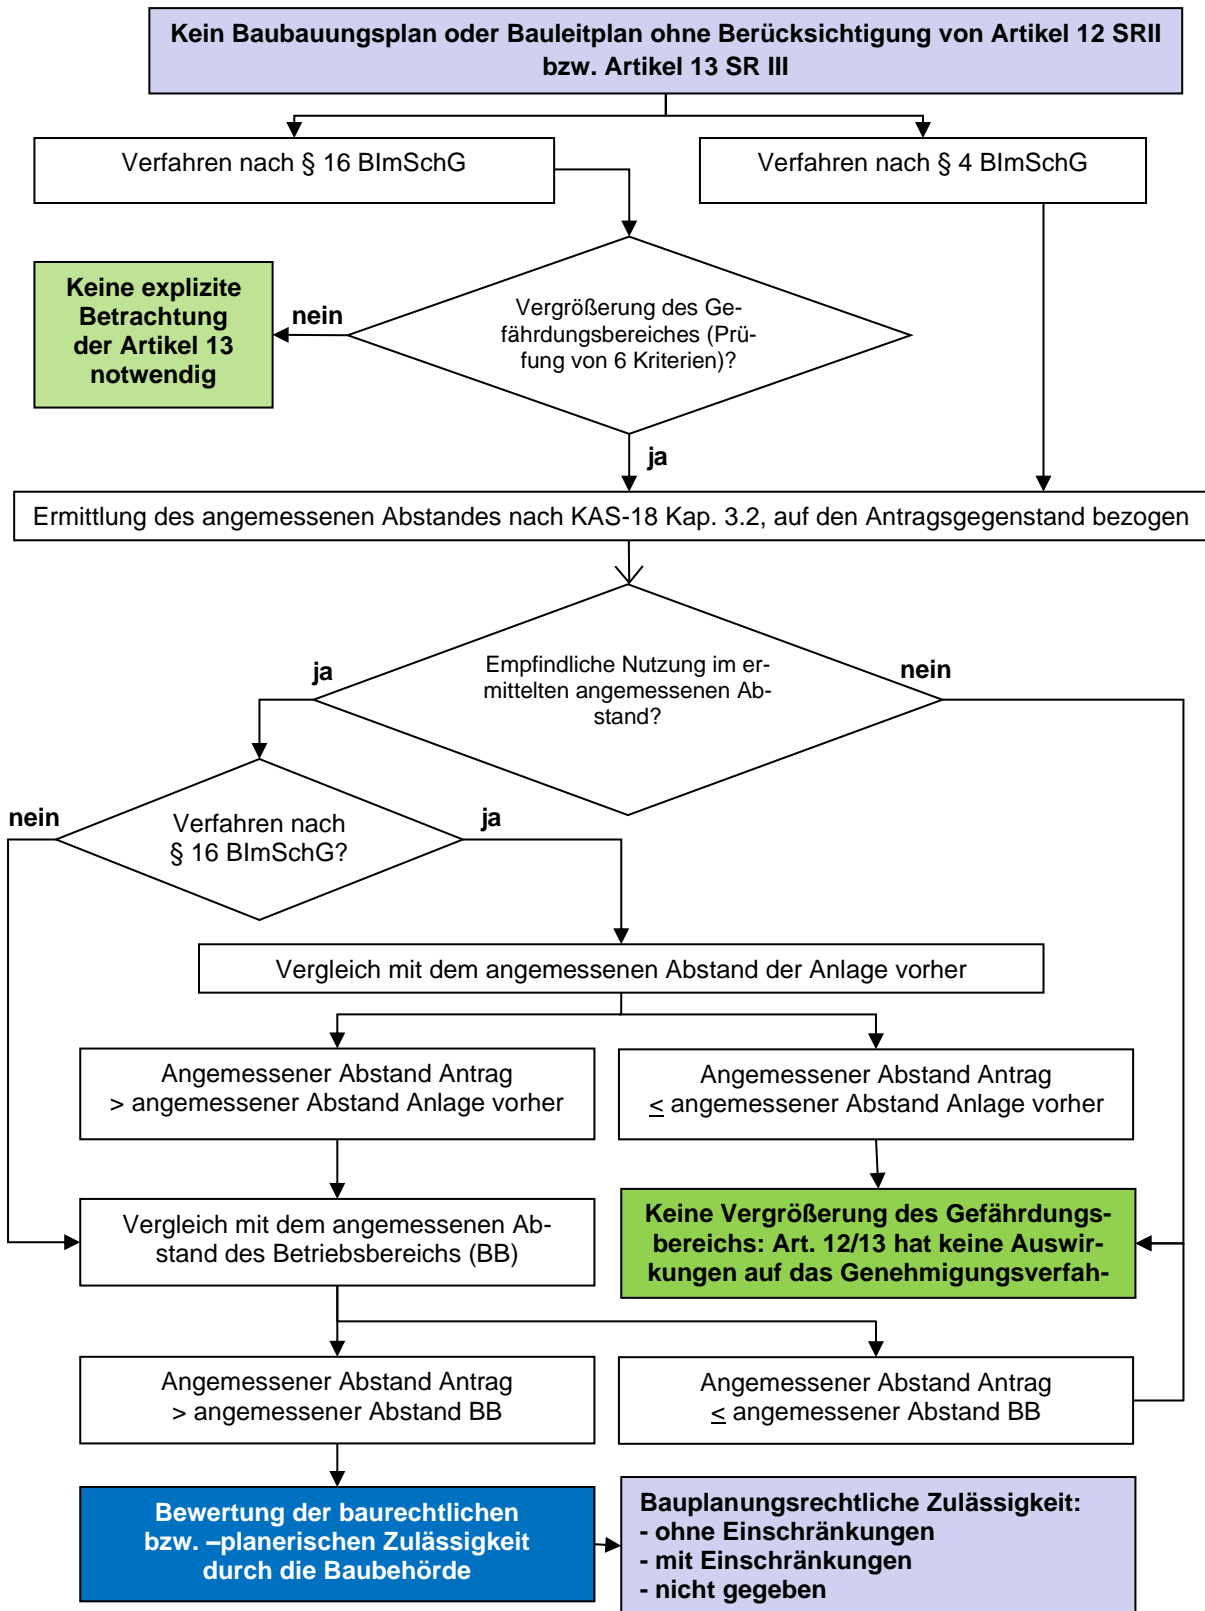 Kein Baubauungsplan oder Bauleitplan ohne Berücksichtigung von Artikel 12 SRII
bzw. Artikel 13 SR III
Verfahren nach § 16 BImSchG
Verfahren nach § 4 BImSchG
Keine explizite
Betrachtung
der Artikel 13
notwendig
nein
Vergrößerung des Ge-
fährdungsbereiches (Prü-
fung von 6 Kriterien)?
ja
Ermittlung des angemessenen Abstandes nach KAS-18 Kap. 3.2, auf den Antragsgegenstand bezogen
ja
Empfindliche Nutzung im er-
mittelten angemessenen Ab-
stand?
nein
nein
Verfahren nach
§ 16 BImSchG?
ja
Vergleich mit dem angemessenen Abstand der Anlage vorher
Angemessener Abstand Antrag
> angemessener Abstand Anlage vorher
Angemessener Abstand Antrag
≤ angemessener Abstand Anlage vorher
Vergleich mit dem angemessenen Ab-
stand des Betriebsbereichs (BB)
Keine Vergrößerung des Gefährdungs-
bereichs: Art. 12/13 hat keine Auswir-
kungen auf das Genehmigungsverfah-
Angemessener Abstand Antrag
> angemessener Abstand BB
Angemessener Abstand Antrag
≤ angemessener Abstand BB
Bewertung der baurechtlichen
bzw. –planerischen Zulässigkeit
durch die Baubehörde
Bauplanungsrechtliche Zulässigkeit:
- ohne Einschränkungen
- mit Einschränkungen
- nicht gegeben